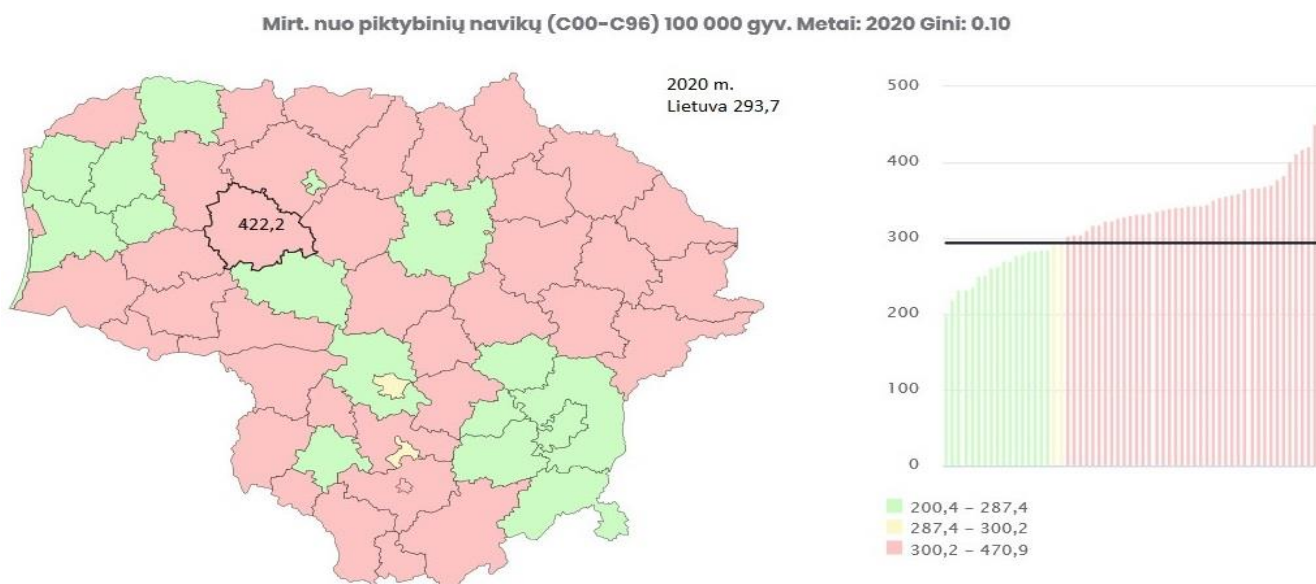 Mirt. nuo piktybinių navikų (C00-C96) 100 000 gyv. Metai: 2020 Gini: 0.10
2020 m.
Lietuva 293,7
422,2
500
400
300
200
100
0
200,4 – 287,4
287,4 – 300,2
300,2 – 470,9